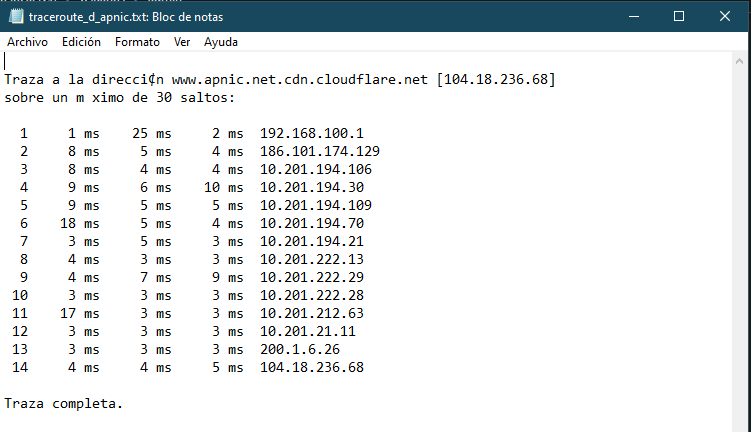 traceroute_d_apnic.txt: Bloc de notas
Archivo Edición Formato Ver Ayuda
Traza a la direcci¢n www.apnic.net.cdn.cloudflare.net [104.18.236.68]
sobre un m ximo de 30 saltos:
1 1 ms 25 ms 2 ms 192.168.100.1
2 8 ms 5 ms 4 ms 186.101.174.129
3 8 ms 4 ms 4 ms 10.201.194.106
4 9 ms 6 ms 10 ms 10.201.194.30
5 9 ms 5 ms 5 ms 10.201.194.109
6 18 ms 5 ms 4 ms 10.201.194.70
7 3 ms 5 ms 3 ms 10.201.194.21
8 4 ms 3 ms 3 ms 10.201.222.13
9 4 ms 7 ms 9 ms 10.201.222.29
10 3 ms 3 ms 3 ms 10.201.222.28
11 17 ms 3 ms 3 ms 10.201.212.63
12 3 ms 3 ms 3 ms 10.201.21.11
13 3 ms 3 ms 3 ms 200.1.6.26
14 4 ms 4 ms 5 ms 104.18.236.68
Traza completa.